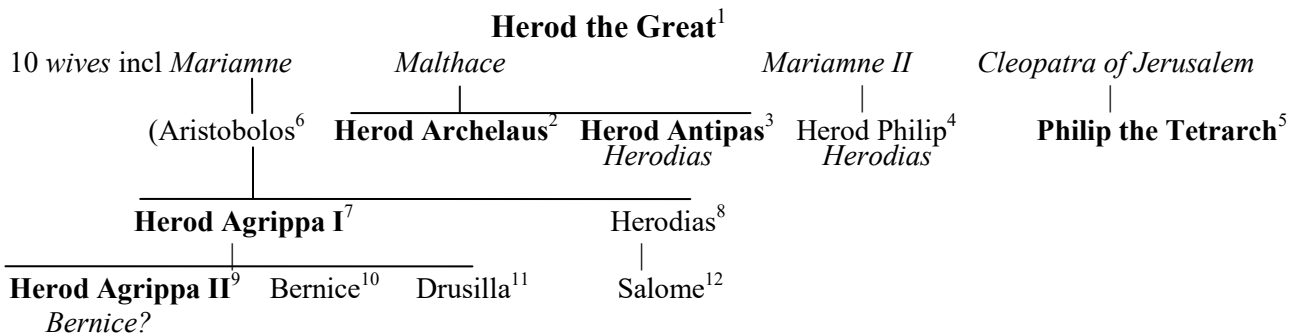 Herod the Great1
10 wives incl Mariamne Malthace Mariamne II Cleopatra of Jerusalem
(Aristobolos6 Herod Archelaus2 Herod Antipas3 Herod Philip4 Philip the Tetrarch5
Herodias Herodias
Herod Agrippa I7 Herodias8
Herod Agrippa II9 Bernice10 Drusilla11 Salome12
Bernice?